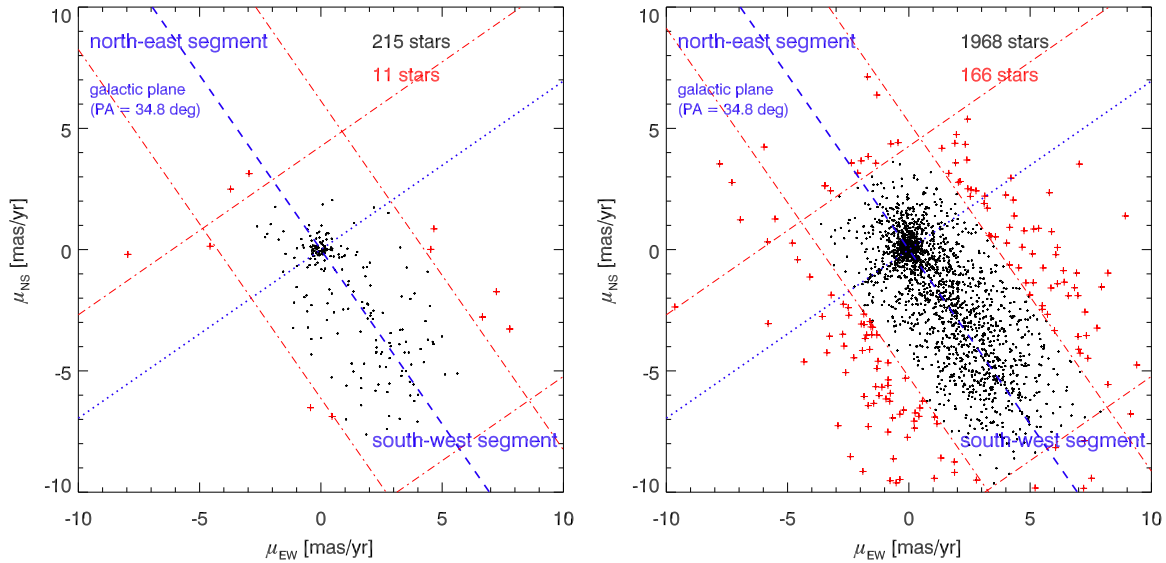 north-east segment
215 stars
11 stars
galactic plane
(PA = 34.8 deg)
south-west segment
10
5
0
-5
-10
-10
-5
0
5
10
μEW [mas/yr]
μNS [mas/yr]
north-east segment
1968 stars
166 stars
galactic plane
(PA = 34.8 deg)
south-west segment
10
5
0
-5
-10
-10
-5
0
5
10
μEW [mas/yr]
μNS [mas/yr]